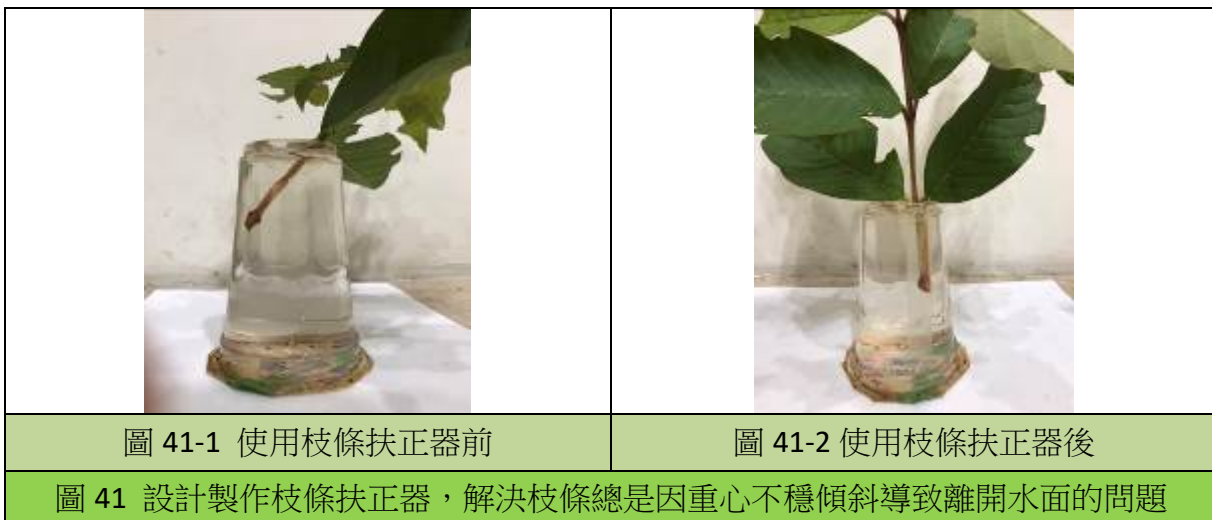 圖 41-1 使用枝條扶正器前
圖 41-2 使用枝條扶正器後
圖 41 設計製作枝條扶正器，解決枝條總是因重心不穩傾斜導致離開水面的問題